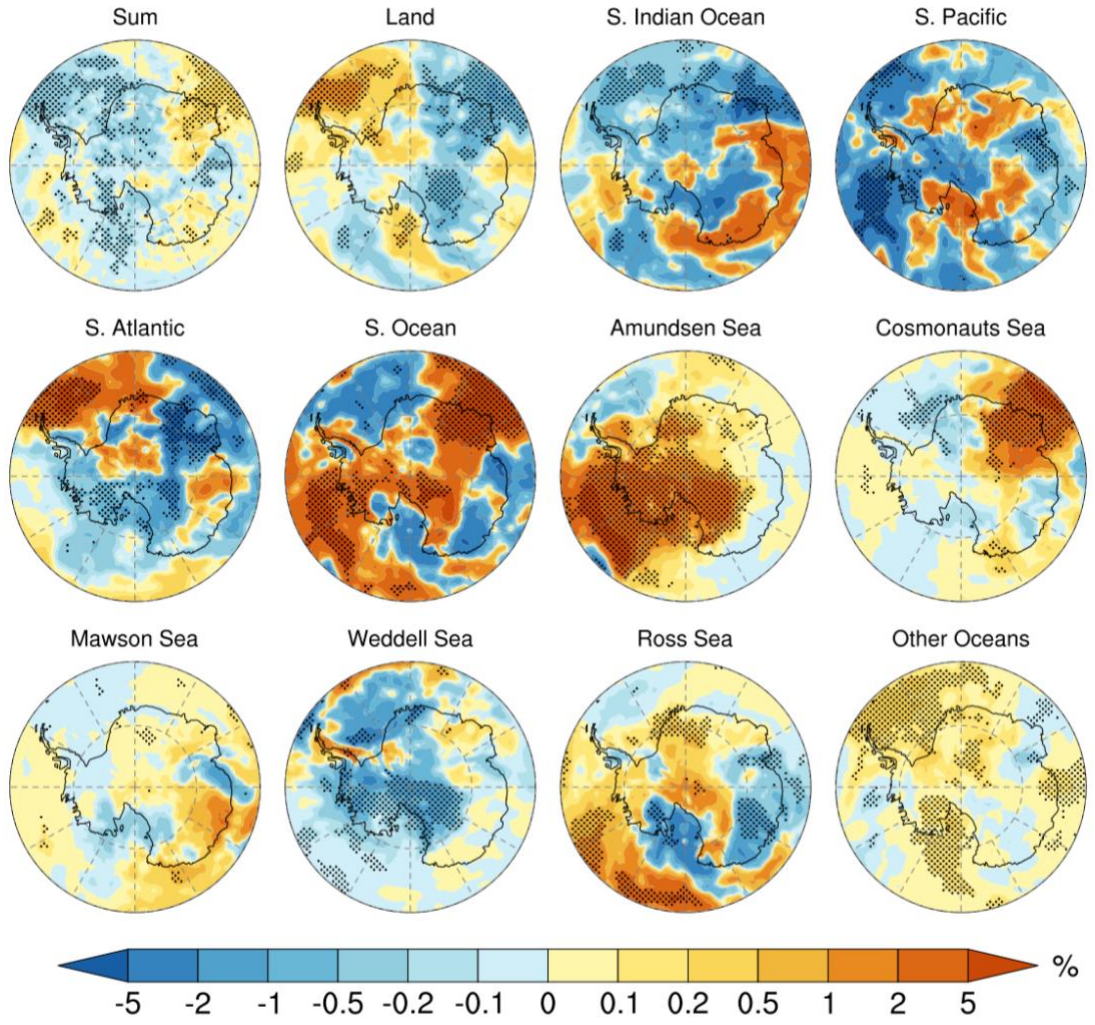 Sum Land S. Indian Ocean S. Pacific
S. Atlantic S. Ocean Amundsen Sea Cosmonauts Sea
Mawson Sea Weddell Sea Ross Sea Other Oceans
%
-5 -2 -1 -0.5 -0.2 -0.1 0 0.1 0.2 0.5 1 2 5